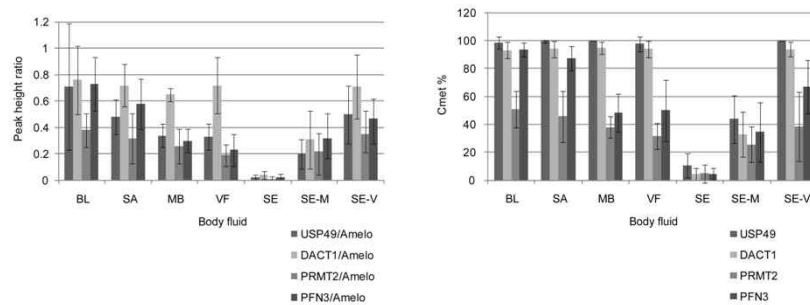 1.2
1
0.8
0.6
0.4
0.2
0
Peak height ratio
BL SA MB VF SE SE-M SE-V
Body fluid
USP49/Amelo
DACT1/Amelo
PRMT2/Amelo
PFN3/Amelo
120
100
80
60
40
20
0
Cmet %
BL SA MB VF SE SE-M SE-V
Body fluid
USP49
DACT1
PRMT2
PFN3